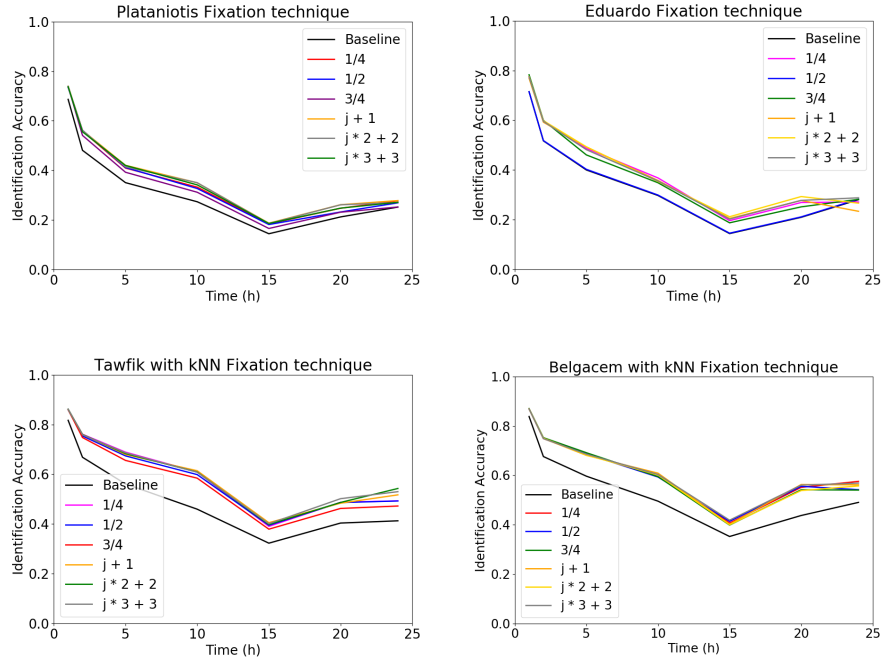 Plataniotis Fixation technique
1.0
0.8
0.6
0.4
0.2
0.0
Identification Accuracy
Baseline
1/4
1/2
3/4
j + 1
j * 2 + 2
j * 3 + 3
0
5
10
15
20
25
Time (h)
Eduardo Fixation technique
1.0
0.8
0.6
0.4
0.2
0.0
Identification Accuracy
Baseline
1/4
1/2
3/4
j + 1
j * 2 + 2
j * 3 + 3
0
5
10
15
20
25
Time (h)
Tawfik with kNN Fixation technique
1.0
0.8
0.6
0.4
0.2
0.0
Identification Accuracy
Baseline
1/4
1/2
3/4
j + 1
j * 2 + 2
j * 3 + 3
0
5
10
15
20
25
Time (h)
Belgacem with kNN Fixation technique
1.0
0.8
0.6
0.4
0.2
0.0
Identification Accuracy
Baseline
1/4
1/2
3/4
j + 1
j * 2 + 2
j * 3 + 3
0
5
10
15
20
25
Time (h)